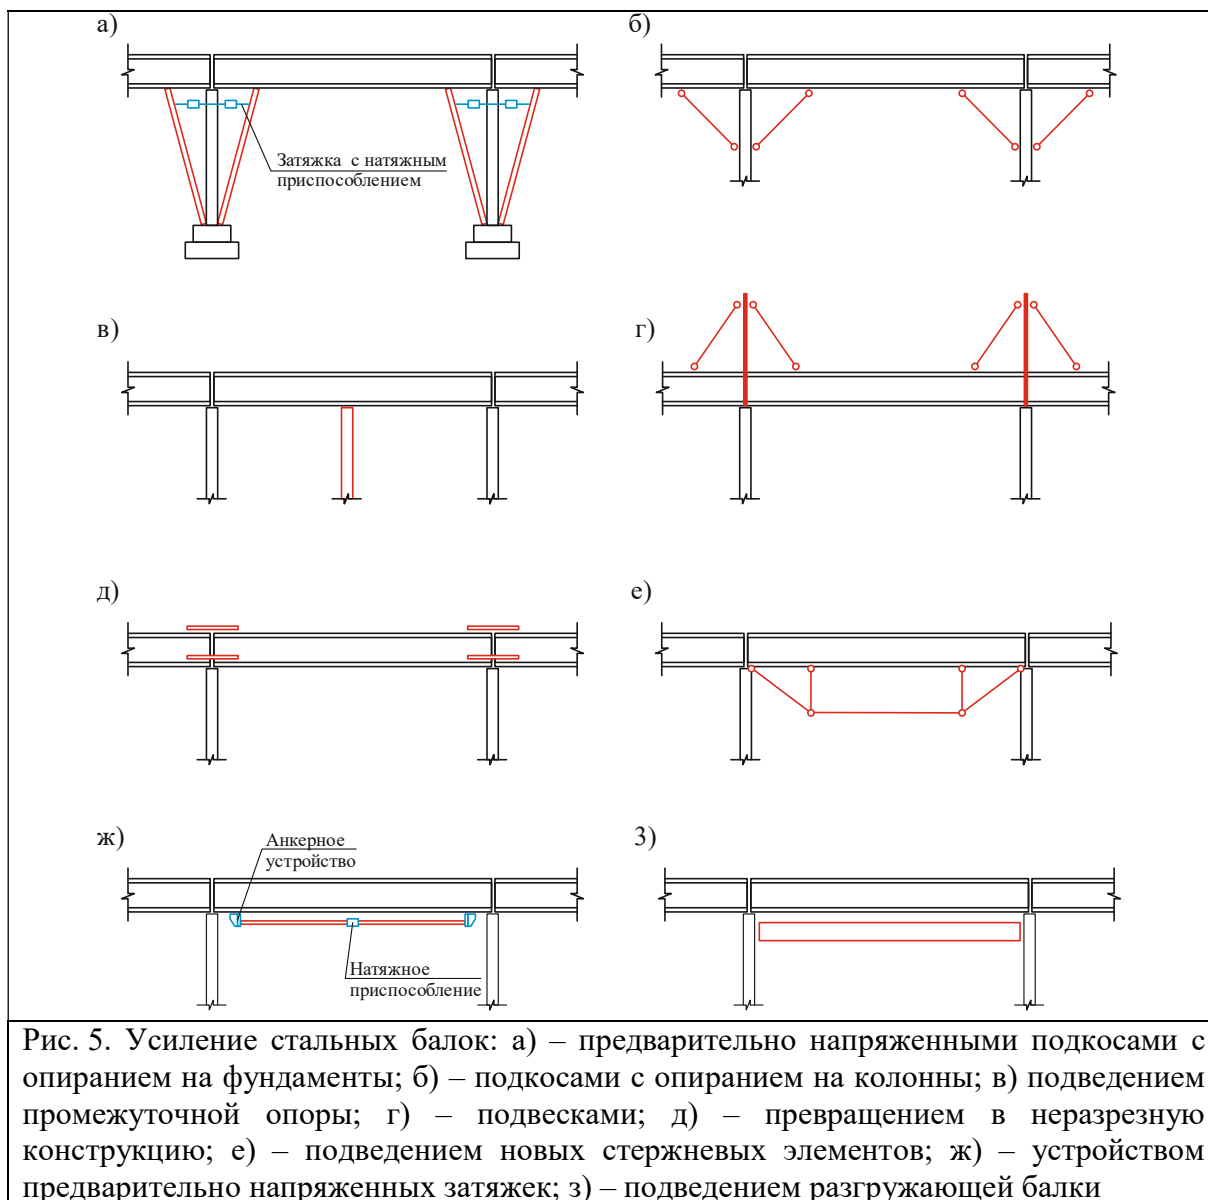 а)
б)
Затяжка с натяжным
приспособлением
в)
г)
д)
е)
ж)
Анкерное
устройство
Натяжное
приспособление
З)
Рис. 5. Усиление стальных балок: а) – предварительно напряженными подкосами с
опиранием на фундаменты; б) – подкосами с опиранием на колонны; в) подведением
промежуточной опоры; г) – подвесками; д) – превращением в неразрезную
конструкцию; е) – подведением новых стержневых элементов; ж) – устройством
предварительно напряженных затяжек; з) – подведением разгружающей балки